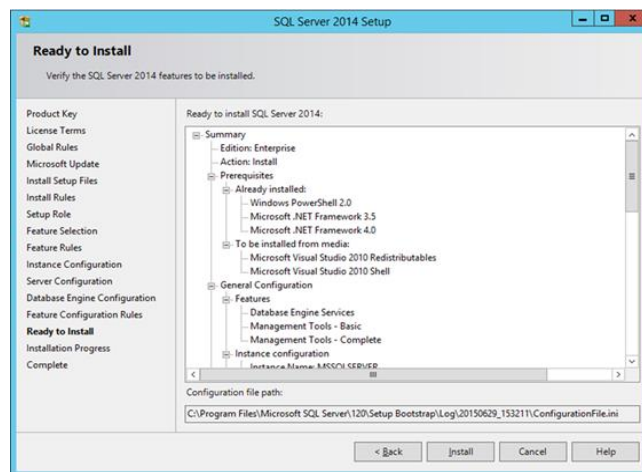 SQL Server 2014 Setup
Ready to Install
Verify the SQL Server 2014 features to be installed.
Product Key
License Terms
Global Rules
Microsoft Update
Install Setup Files
Install Rules
Setup Role
Feature Selection
Feature Rules
Instance Configuration
Server Configuration
Database Engine Configuration
Feature Configuration Rules
Ready to Install
Installation Progress
Complete
Ready to install SQL Server 2014:
Summary
Edition: Enterprise
Action: Install
Prerequisites
Already installed:
Windows PowerShell 2.0
Microsoft .NET Framework 3.5
Microsoft .NET Framework 4.0
To be installed from media:
Microsoft Visual Studio 2010 Redistributables
Microsoft Visual Studio 2010 Shell
General Configuration
Features
Database Engine Services
Management Tools - Basic
Management Tools - Complete
Instance configuration
Instance Name: MSSQLSERVER
Configuration file path:
C:\Program Files\Microsoft SQL Server\120\Setup Bootstrap\Log\20150629_153211\ConfigurationFile.ini
< Back
Install
Cancel
Help